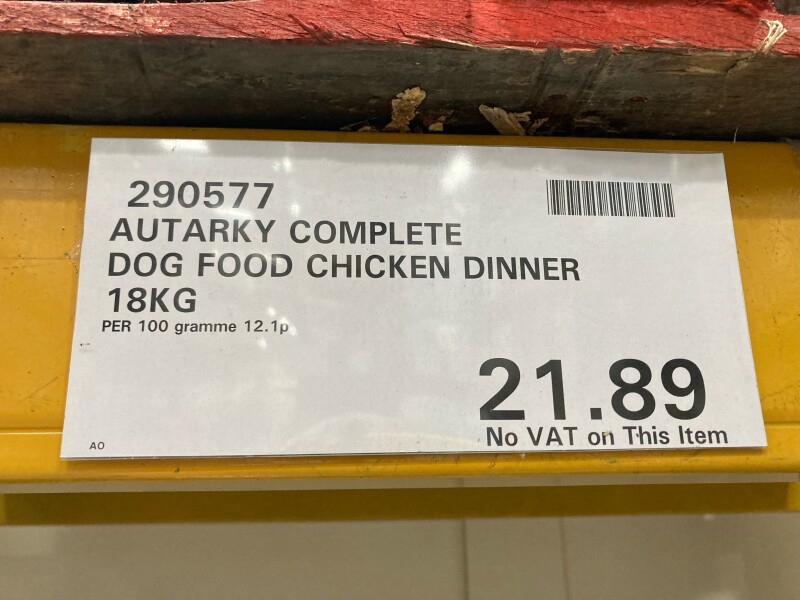 290577
AUTARKY COMPLETE
DOG FOOD CHICKEN DINNER
18KG
PER 100 gramme 12.1p
21.89
No VAT on This Item
AO